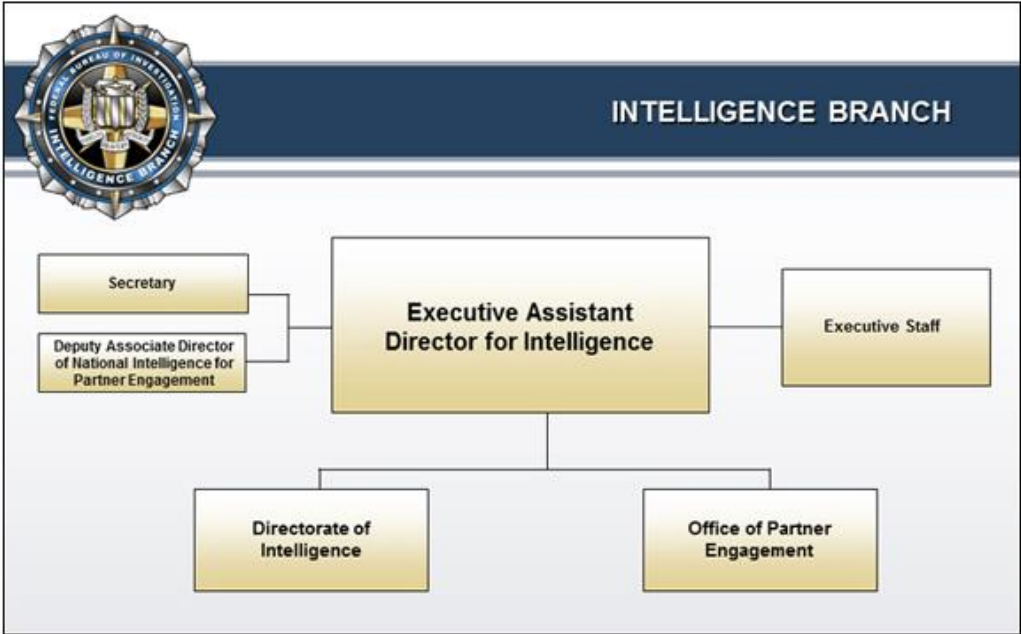 FEDERAL BUREAU OF INVESTIGATION
INTELLIGENCE BRANCH
INTELLIGENCE BRANCH
Secretary
Deputy Associate Director
of National Intelligence for
Partner Engagement
Executive Assistant
Director for Intelligence
Executive Staff
Directorate of
Intelligence
Office of Partner
Engagement